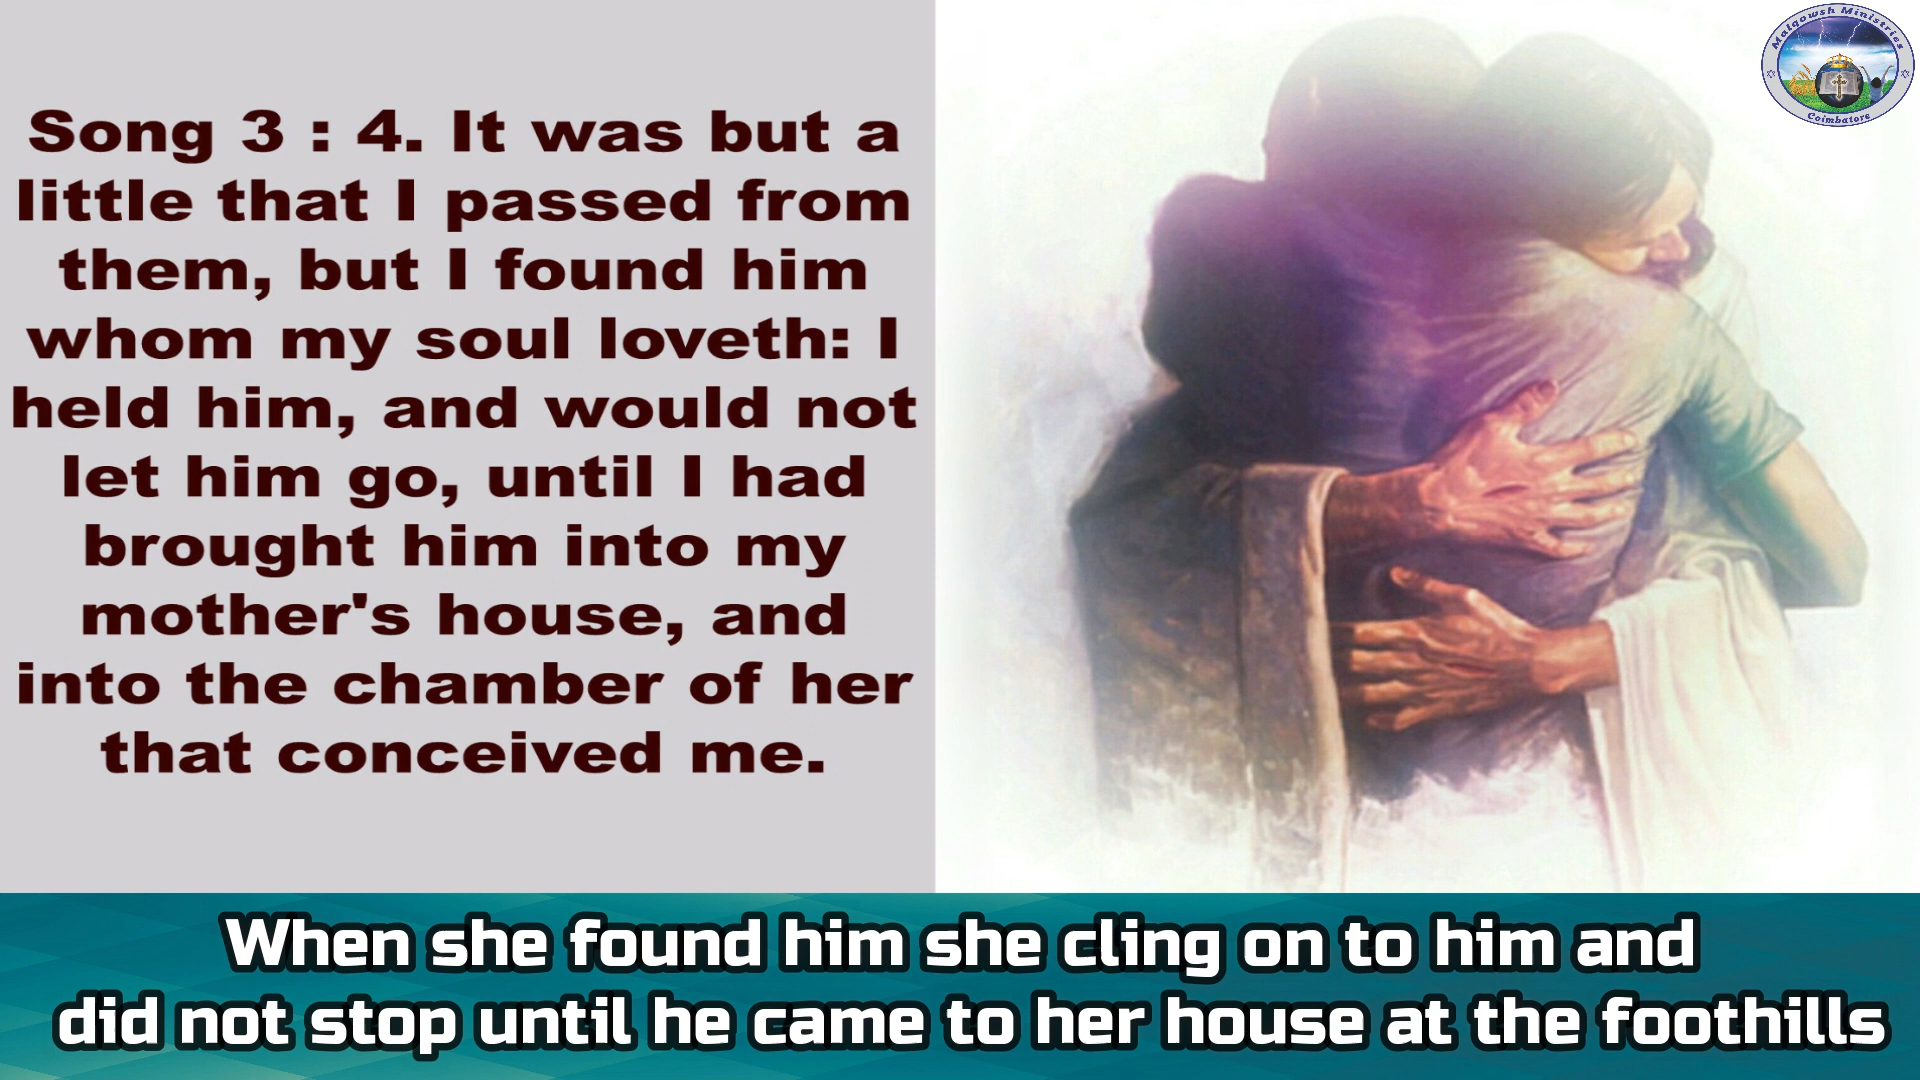 Malqowsh Ministries
Coimbatore
Song 3 : 4. It was but a
little that I passed from
them, but I found him
whom my soul loveth: I
held him, and would not
let him go, until I had
brought him into my
mother's house, and
into the chamber of her
that conceived me.
When she found him she cling on to him and
did not stop until he came to her house at the foothills